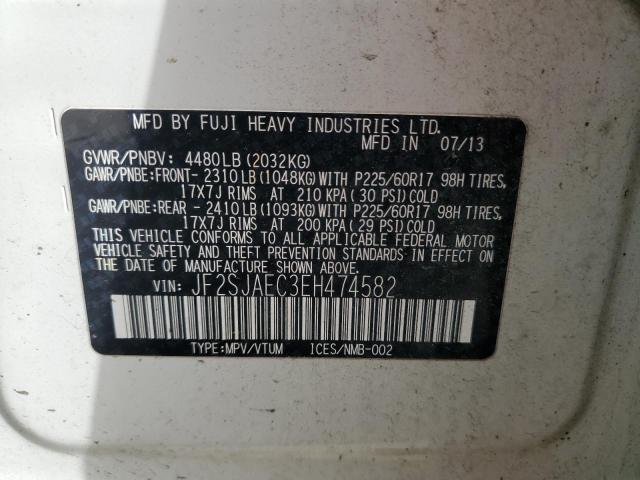 MFD BY FUJI HEAVY INDUSTRIES LTD.
MFD IN 07/13
GVWR/PNBV: 4480LB(2032KG)
GAWR/PNBE:FRONT- 2310LB(1048KG)WITH P225/60R17 98H TIRES,
17X7J RIMS AT 210 KPA(30 PSI)COLD
GAWR/PNBE:REAR - 2410LB(1093KG)WITH P225/60R17 98H TIRES,
17X7J RIMS AT 200 KPA(29 PSI)COLD
THIS VEHICLE CONFORMS TO ALL APPLICABLE FEDERAL MOTOR
VEHICLE SAFETY AND THEFT PREVENTION STANDARDS IN EFFECT ON
THE DATE OF MANUFACTURE SHOWN ABOVE.
VIN: JF2SJAEC3EH474582
TYPE:MPV/VTUM ICES/NMB-002